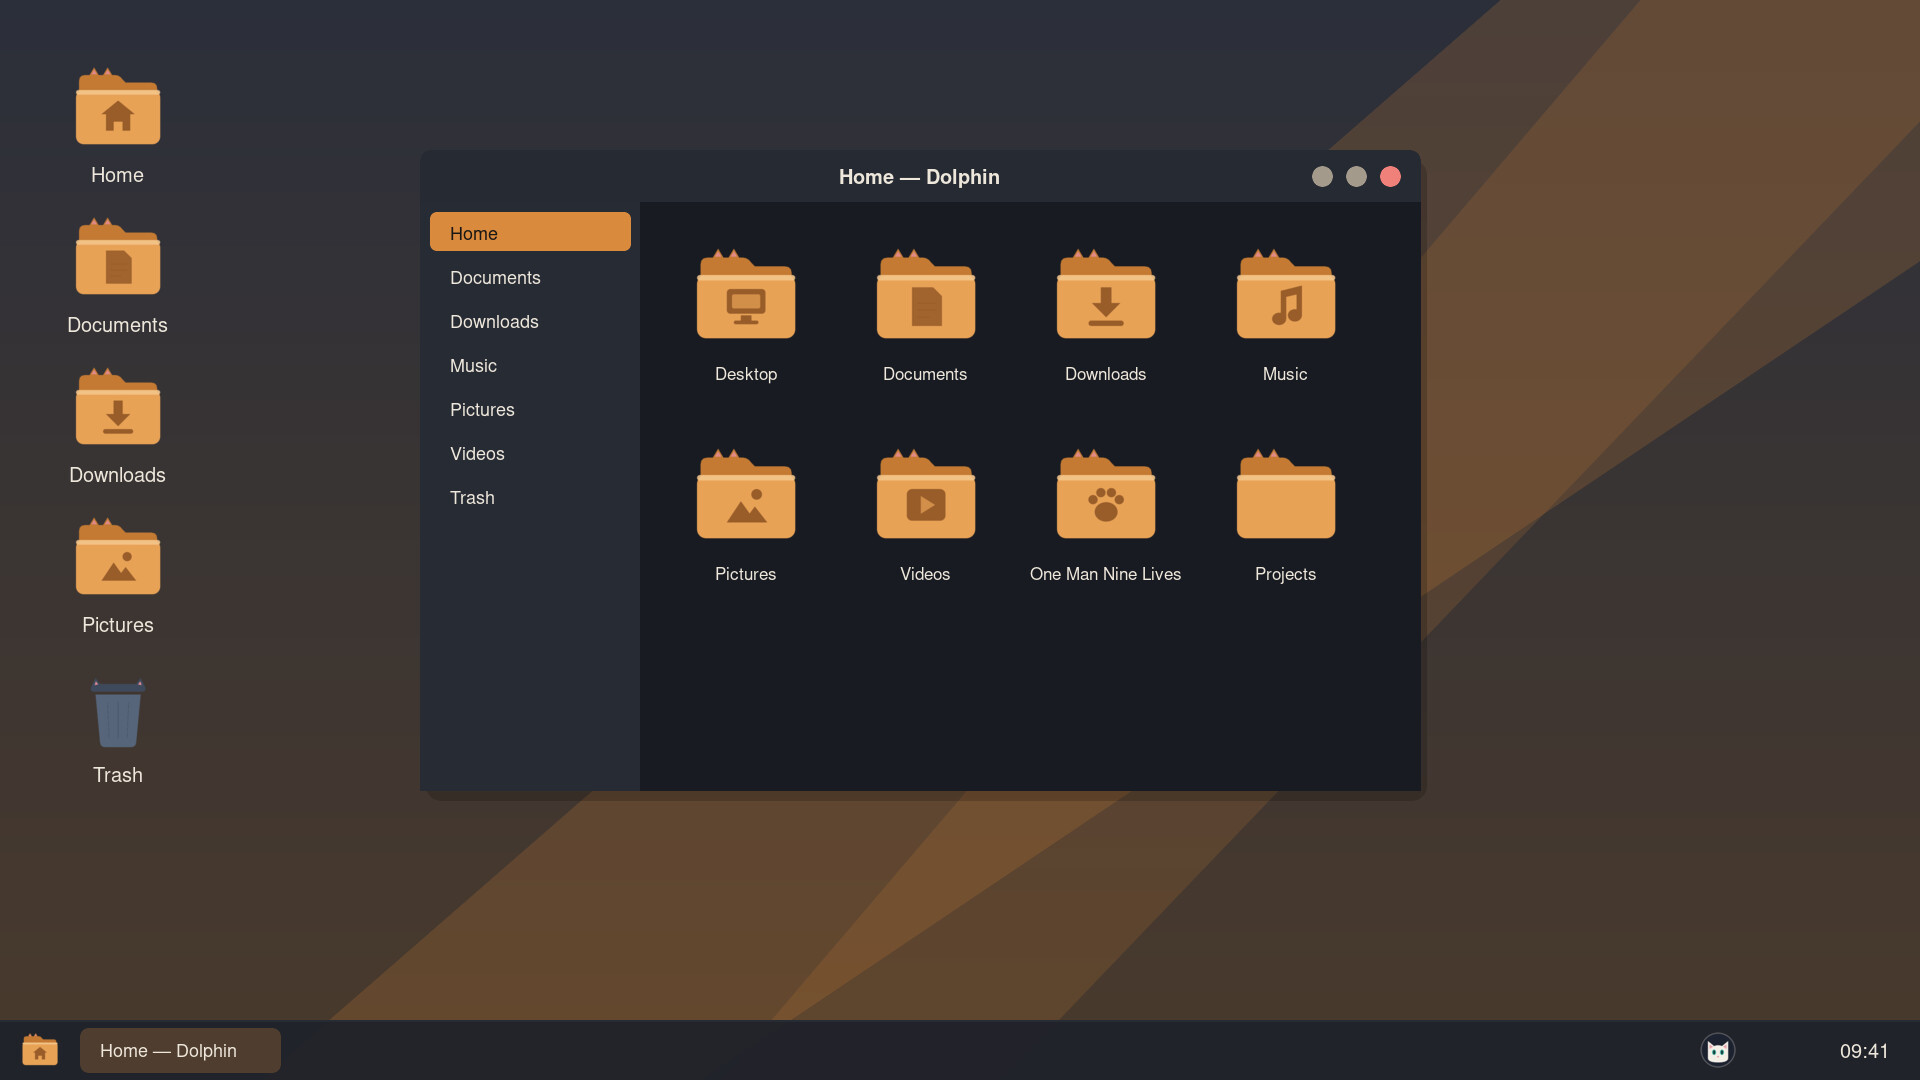 Home
Documents
Downloads
Pictures
Trash
Home — Dolphin
Home
Documents
Downloads
Music
Pictures
Videos
Trash
Desktop
Documents
Downloads
Music
Pictures
Videos
One Man Nine Lives
Projects
Home — Dolphin
09:41